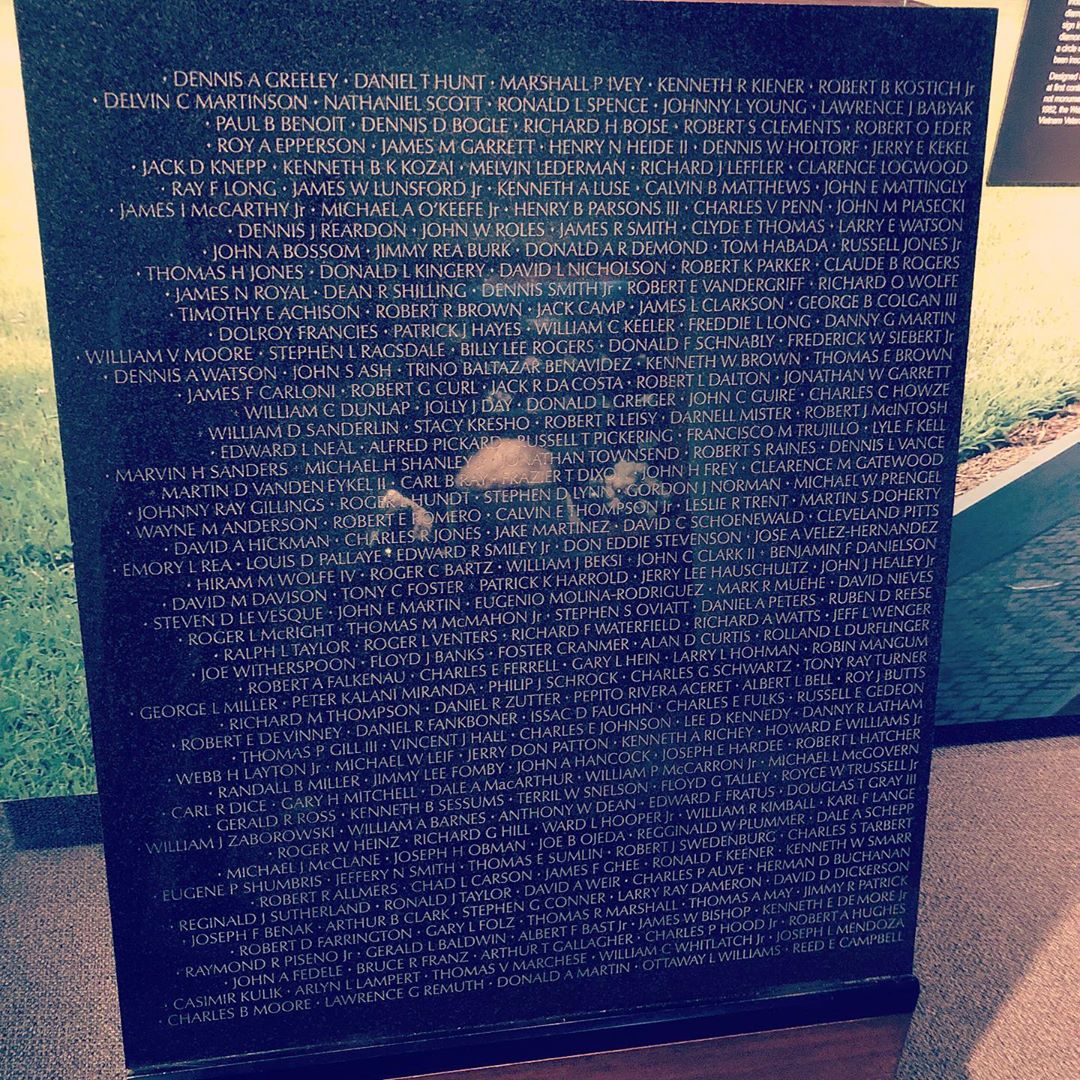 · DENNIS A GREELEY · DANIEL T HUNT · MARSHALL P IVEY · KENNETH R KIENER · ROBERT B KOSTICH Jr
· DELVIN C MARTINSON · NATHANIEL SCOTT · RONALD L SPENCE · JOHNNY L YOUNG · LAWRENCE J BABYAK
· PAUL B BENOIT · DENNIS D BOGLE · RICHARD H BOISE · ROBERT S CLEMENTS · ROBERT O EDER
· ROY A EPPERSON · JAMES M GARRETT · HENRY N HEIDE II · DENNIS W HOLTORF · JERRY E KEKEL
· JACK D KNEPP · KENNETH B K KOZAI · MELVIN LEDERMAN · RICHARD J LEFFLER · CLARENCE LOGWOOD
· RAY F LONG · JAMES W LUNSFORD Jr · KENNETH A LUSE · CALVIN B MATTHEWS · JOHN E MATTINGLY
· JAMES I McCARTHY Jr · MICHAEL A O'KEEFE Jr · HENRY B PARSONS III · CHARLES V PENN · JOHN M PIASECKI
· DENNIS J REARDON · JOHN W ROLES · JAMES R SMITH · CLYDE E THOMAS · LARRY E WATSON
· JOHN A BOSSOM · JIMMY REA BURK · DONALD A R DEMOND · TOM HABADA · RUSSELL JONES Jr
· THOMAS H JONES · DONALD L KINGERY · DAVID L NICHOLSON · ROBERT K PARKER · CLAUDE B ROGERS
· JAMES N ROYAL · DEAN R SHILLING · DENNIS SMITH Jr · ROBERT E VANDERGRIFF · RICHARD O WOLFE
· TIMOTHY E ACHISON · ROBERT R BROWN · JACK CAMP · JAMES L CLARKSON · GEORGE B COLGAN III
· DOLROY FRANCIES · PATRICK J HAYES · WILLIAM C KEELER · FREDDIE L LONG · DANNY G MARTIN
· WILLIAM V MOORE · STEPHEN L RAGSDALE · BILLY LEE ROGERS · DONALD F SCHNABLY · FREDERICK W SIEBERT Jr
· DENNIS A WATSON · JOHN S ASH · TRINO BALTAZAR BENAVIDEZ · KENNETH W BROWN · THOMAS E BROWN
· JAMES F CARLONI · ROBERT G CURL · JACK R DA COSTA · ROBERT L DALTON · JONATHAN W GARRETT
· WILLIAM C DUNLAP · JOLLY J DAY · DONALD L GREIGER · JOHN C GUIRE · CHARLES C HOWZE
· WILLIAM D SANDERLIN · STACY KRESHO · ROBERT R LEISY · DARNELL MISTER · ROBERT J McINTOSH
· EDWARD L NEAL · ALFRED PICKARD · RUSSELL T PICKERING · FRANCISCO M TRUJILLO · LYLE F KELL
· MARVIN H SANDERS · MICHAEL H SHANLEY · JONATHAN TOWNSEND · ROBERT S RAINES · DENNIS L VANCE
· MARTIN D VANDEN EYKEL II · CARL B RAY · FRAZIER T DIXON · JOHN H FREY · CLEARENCE M GATEWOOD
· JOHNNY RAY GILLINGS · HUNDT · STEPHEN D LYNN · GORDON J NORMAN · MICHAEL W PRENGEL
· WAYNE M ANDERSON · ROBERT E ROMERO · CALVIN E THOMPSON Jr · LESLIE R TRENT · MARTIN S DOHERTY
· DAVID A HICKMAN · CHARLES R JONES · JAKE MARTINEZ · DAVID C SCHOENEWALD · CLEVELAND PITTS
· EMORY L REA · LOUIS D PALLAYE · EDWARD R SMILEY Jr · DON EDDIE STEVENSON · JOSE A VELEZ-HERNANDEZ
· HIRAM M WOLFE IV · ROGER C BARTZ · WILLIAM J BEKSI · JOHN C CLARK II · BENJAMIN F DANIELSON
· DAVID M DAVISON · TONY C FOSTER · PATRICK K HARROLD · JERRY LEE HAUSCHULTZ · JOHN J HEALEY Jr
· STEVEN D LE VESQUE · JOHN E MARTIN · EUGENIO MOLINA-RODRIGUEZ · MARK R MUEHE · DAVID NIEVES
· ROGER L McRIGHT · THOMAS M McMAHON Jr · STEPHEN S OVIATT · DANIEL A PETERS · RUBEN D REESE
· RALPH L TAYLOR · ROGER L VENTERS · RICHARD F WATERFIELD · RICHARD A WATTS · JEFF L WENGER
· JOE WITHERSPOON · FLOYD J BANKS · FOSTER CRANMER · ALAN D CURTIS · ROLLAND L DURFLINGER
· ROBERT A FALKENAU · CHARLES E FERRELL · GARY L HEIN · LARRY L HOHMAN · ROBIN MANGUM
· GEORGE L MILLER · PETER KALANI MIRANDA · PHILIP J SCHROCK · CHARLES G SCHWARTZ · TONY RAY TURNER
· RICHARD M THOMPSON · DANIEL R ZUTTER · PEPITO RIVERA ACERET · ALBERT L BELL · ROY J BUTTS
· ROBERT E DE VINNEY · DANIEL R FANKBONER · ISSAC D FAUGHN · CHARLES E FULKS · RUSSELL E GEDEON
· THOMAS P GILL III · VINCENT J HALL · CHARLES E JOHNSON · LEE D KENNEDY · DANNY R LATHAM
· WEBB H LAYTON Jr · MICHAEL W LEIF · JERRY DON PATTON · KENNETH A RICHEY · HOWARD E WILLIAMS Jr
· RANDALL B MILLER · JIMMY LEE FOMBY · JOHN A HANCOCK · JOSEPH E HARDEE · ROBERT L HATCHER
· CARL R DICE · GARY H MITCHELL · DALE A MacARTHUR · WILLIAM P McCARRON Jr · MICHAEL L McGOVERN
· GERALD R ROSS · KENNETH B SESSUMS · TERRIL W SNELSON · FLOYD G TALLEY · ROYCE W TRUSSELL Jr
· WILLIAM J ZABOROWSKI · WILLIAM A BARNES · ANTHONY W DEAN · EDWARD F FRATUS · DOUGLAS T GRAY III
· ROGER W HEINZ · RICHARD G HILL · WARD L HOOPER Jr · WILLIAM R KIMBALL · KARL F LANGE
· MICHAEL J McCLANE · JOSEPH H OBMAN · JOE B OJEDA · REGGINALD W PLUMMER · DALE A SCHEPP
· EUGENE P SHUMBRIS · JEFFERY N SMITH · THOMAS E SUMLIN · ROBERT J SWEDENBURG · CHARLES S TARBERT
· ROBERT R ALLMERS · CHAD L CARSON · JAMES F GHEE · RONALD F KEENER · KENNETH W SMARR
· REGINALD J SUTHERLAND · RONALD J TAYLOR · DAVID A WEIR · CHARLES P AUVE · HERMAN D BUCHANAN
· JOSEPH F BENAK · ARTHUR B CLARK · STEPHEN G CONNER · LARRY RAY DAMERON · DAVID D DICKERSON
· ROBERT D FARRINGTON · GARY L FOLZ · THOMAS R MARSHALL · THOMAS A MAY · JIMMY R PATRICK
· RAYMOND R PISENO Jr · GERALD L BALDWIN · ALBERT F BAST Jr · JAMES W BISHOP · KENNETH E DE MORE Jr
· JOHN A FEDELE · BRUCE R FRANZ · ARTHUR T GALLAGHER · CHARLES P HOOD Jr · ROBERT A HUGHES
· CASIMIR KULIK · ARLYN L LAMPERT · THOMAS V MARCHESE · WILLIAM C WHITLATCH Jr · JOSEPH L MENDOZA
· CHARLES B MOORE · LAWRENCE G REMUTH · DONALD A MARTIN · OTTAWAY L WILLIAMS · REED E CAMPBELL
sign i
diamo
a circle
been insc
Designed
at first cont
not monume
1982, the Wa
Vietnam Veter